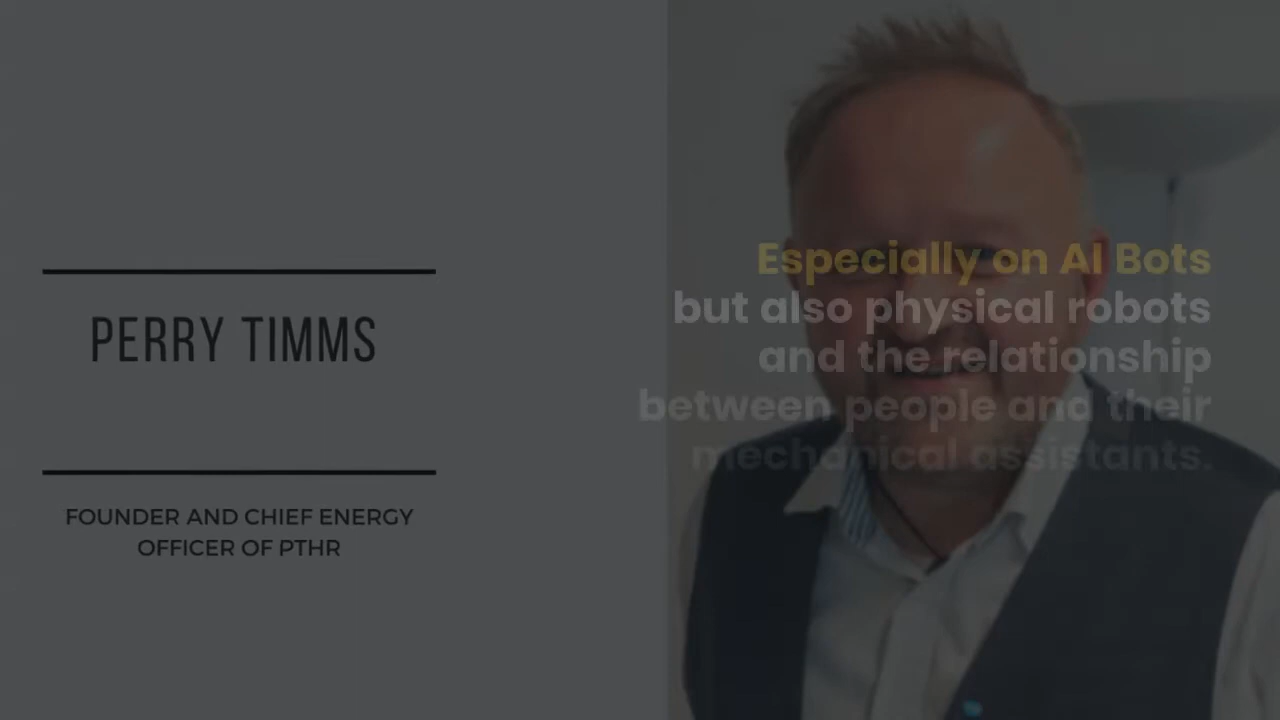 PERRY TIMMS
FOUNDER AND CHIEF ENERGY
OFFICER OF PTHR
Especially on AI Bots
but also physical robots
and the relationship
between people and their
mechanical assistants.